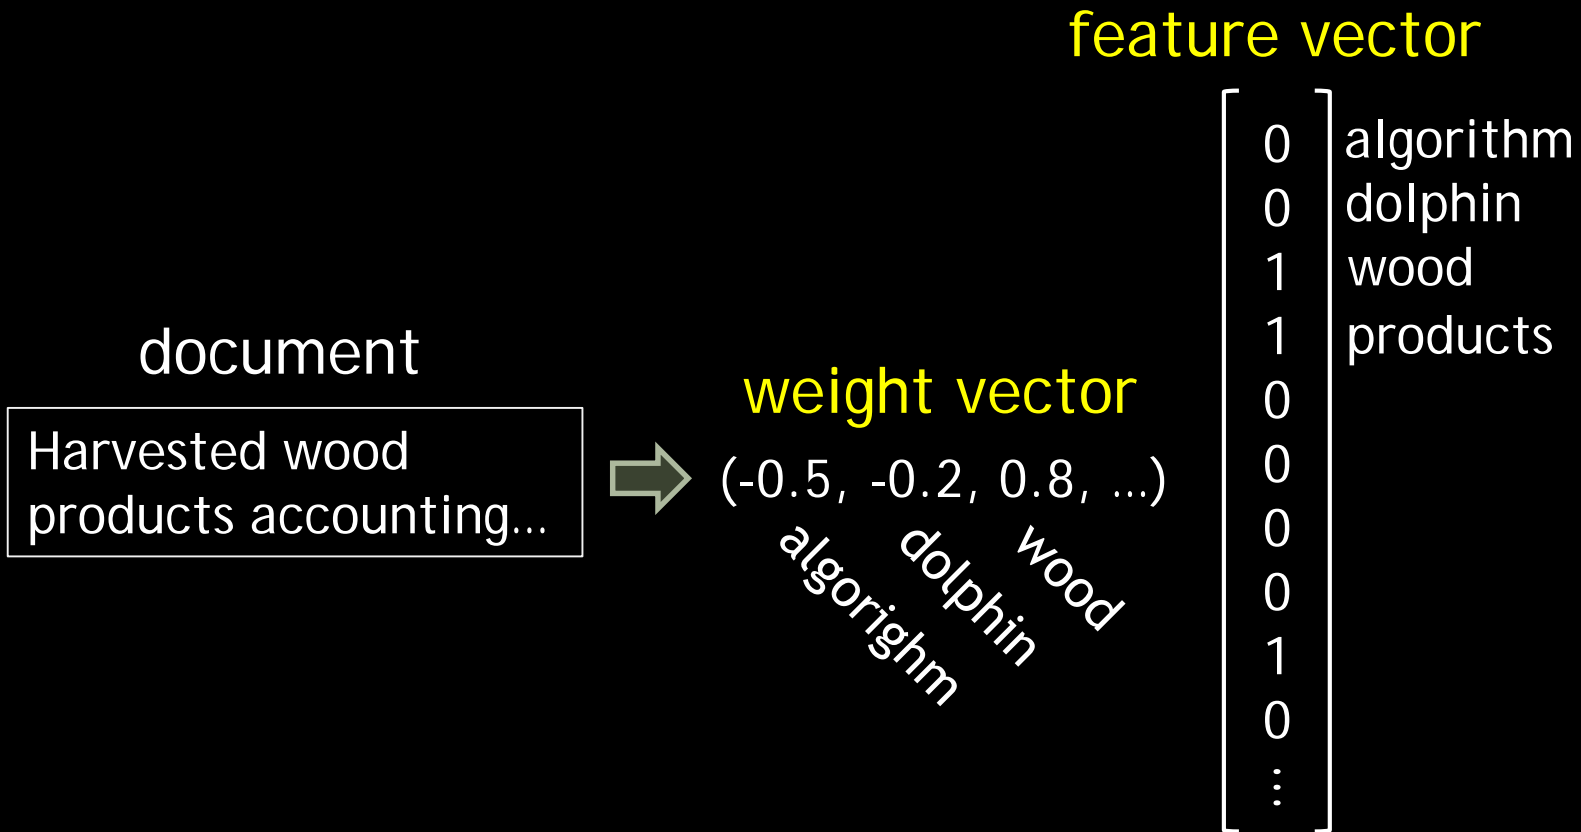 feature vector
0 algorithm
0 dolphin
1 wood
1 products
0
0
0
0
1
0
⋮
document
Harvested wood
products accounting...
weight vector
(-0.5, -0.2, 0.8, ...)
algorighm
dolphin
wood